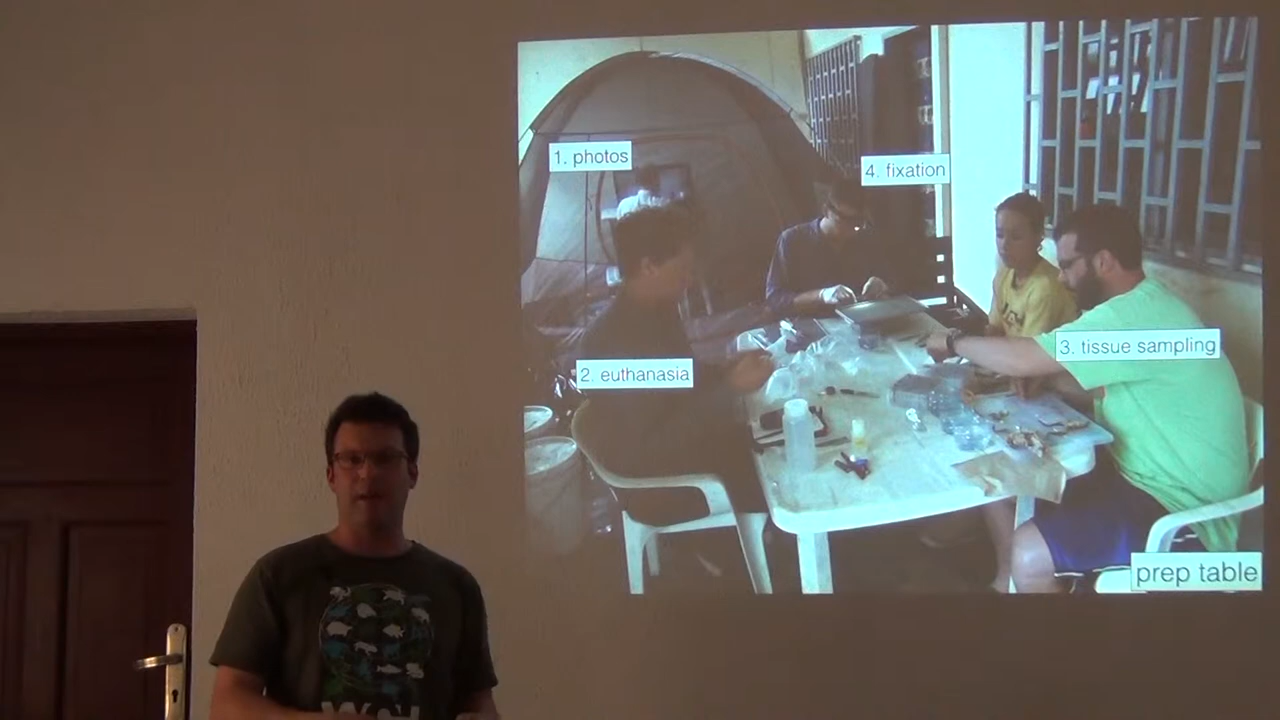 1. photos
4. fixation
3. tissue sampling
2. euthanasia
prep table